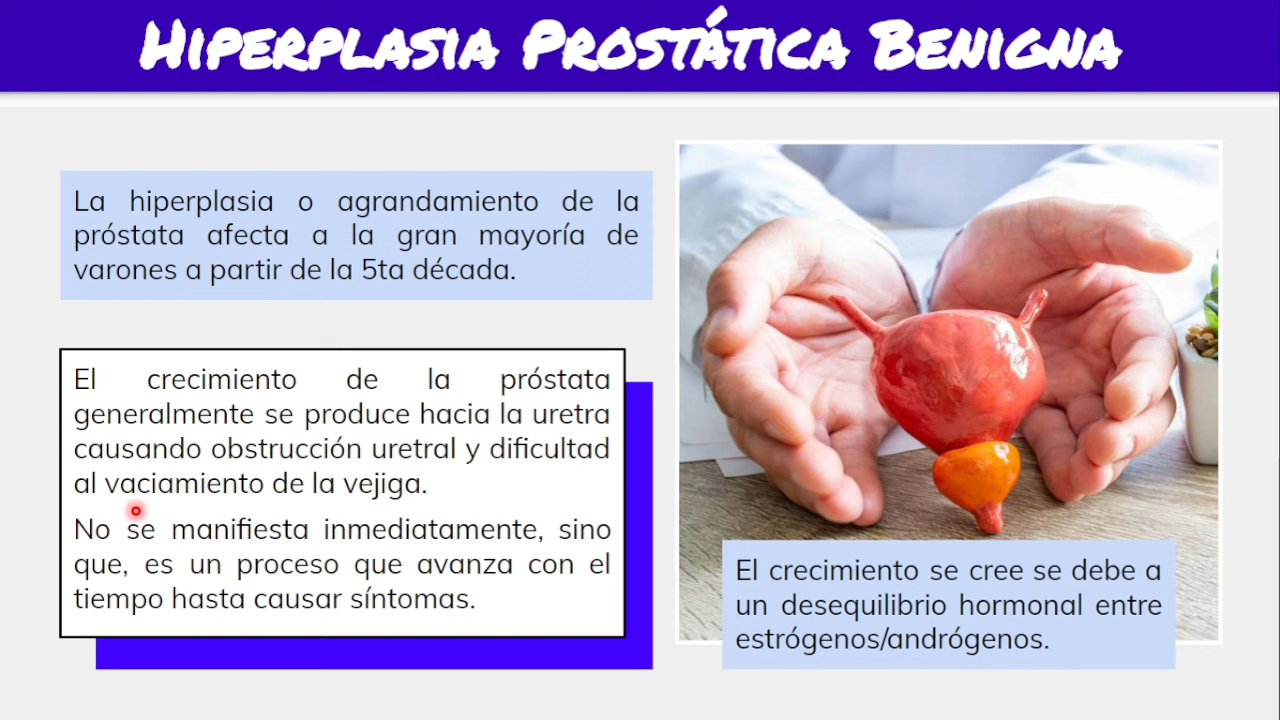 Hiperplasia Prostática Benigna
La hiperplasia o agrandamiento de la
próstata afecta a la gran mayoría de
varones a partir de la 5ta década.
El crecimiento de la próstata
generalmente se produce hacia la uretra
causando obstrucción uretral y dificultad
al vaciamiento de la vejiga.
No se manifiesta inmediatamente, sino
que, es un proceso que avanza con el
tiempo hasta causar síntomas.
El crecimiento se cree se debe a
un desequilibrio hormonal entre
estrógenos/andrógenos.